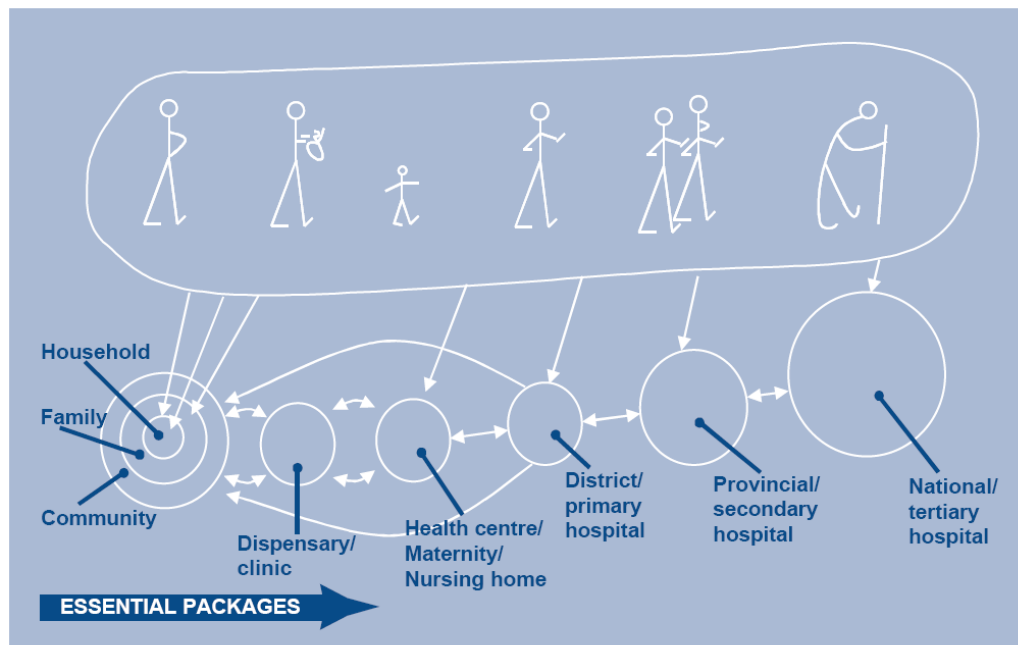 Household
Family
Community
Dispensary/
clinic
Health centre/
Maternity/
Nursing home
District/
primary
hospital
Provincial/
secondary
hospital
National/
tertiary
hospital
ESSENTIAL PACKAGES